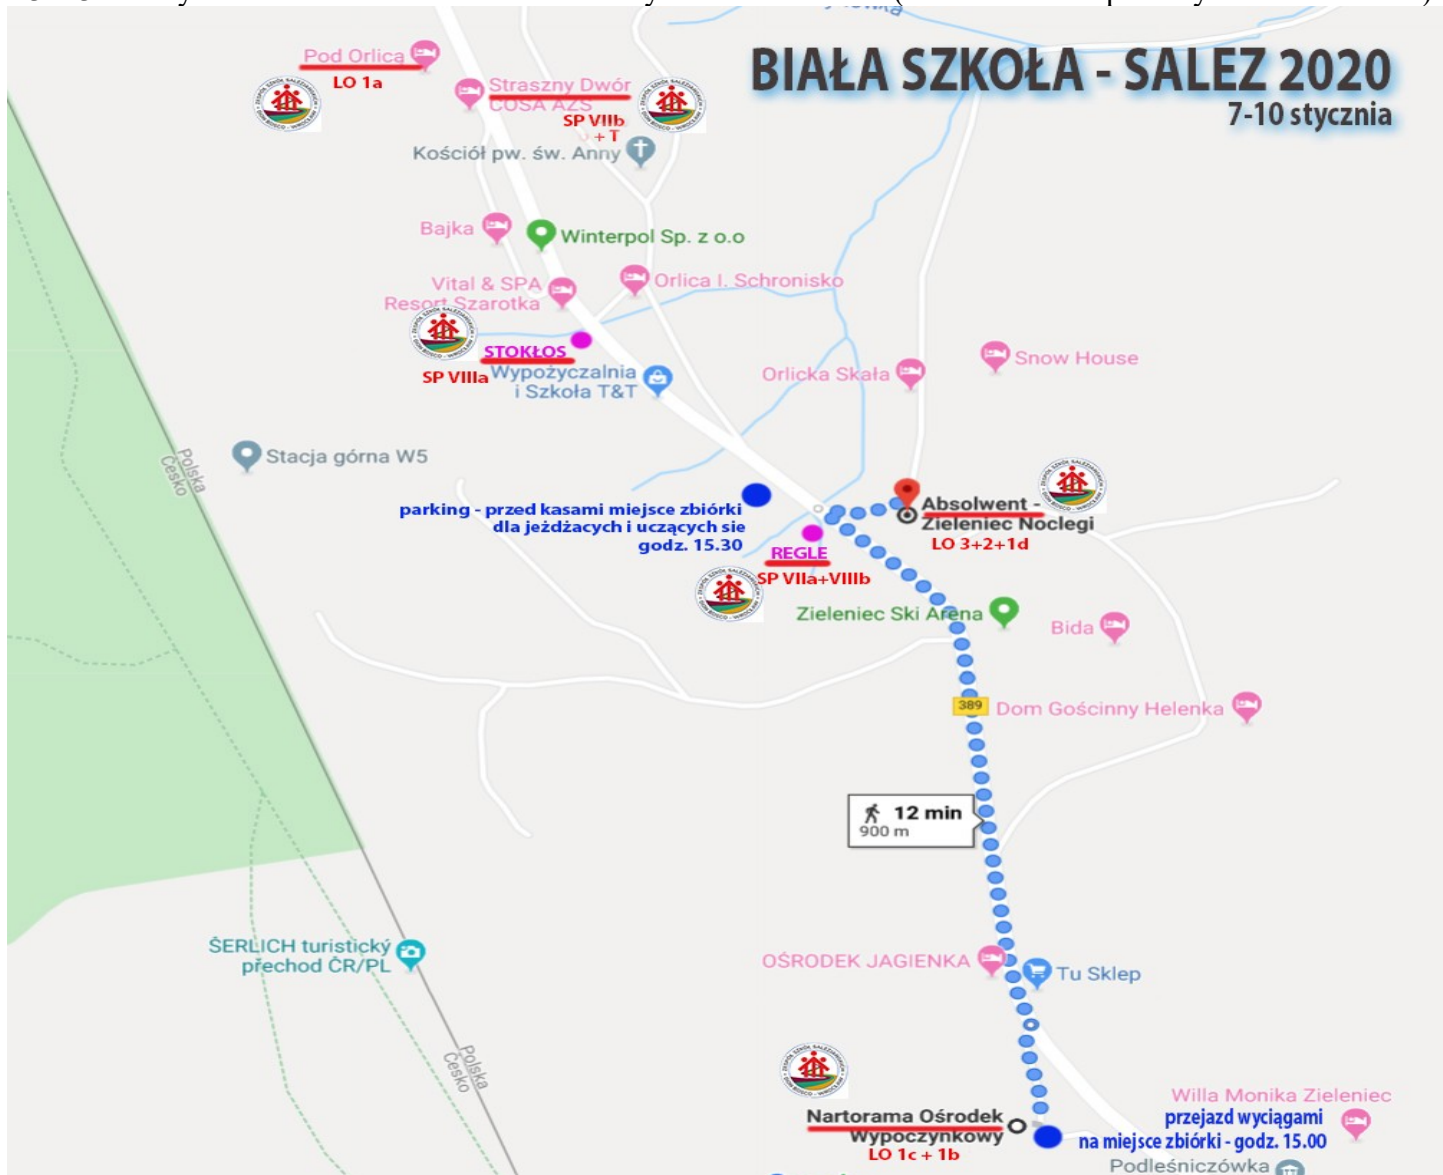 BIAŁA SZKOŁA - SALEZ 2020
7-10 stycznia
Pod Orlicą
LO 1a
Straszny Dwór
COSA AZS
SP VIIb
+ T
Kościół pw. św. Anny
Bajka
Winterpol Sp. z o.o
Vital & SPA
Resort Szarotka
Orlica I. Schronisko
STOKŁOS
SP VIIIa
Wypożyczalnia
i Szkoła T&T
Orlicka Skała
Snow House
Stacja górna W5
Polska
Česko
parking - przed kasami miejsce zbiórki
dla jeżdżacych i uczących sie
godz. 15.30
Absolwent -
Zieleniec Noclegi
LO 3+2+1d
REGLE
SP VIIa+VIIIb
Zieleniec Ski Arena
Bida
389
Dom Gościnny Helenka
12 min
900 m
ŠERLICH turistický
přechod ČR/PL
OŚRODEK JAGIENKA
Tu Sklep
Polska
Česko
Nartorama Ośrodek
Wypoczynkowy
LO 1c + 1b
Willa Monika Zieleniec
przejazd wyciągami
na miejsce zbiórki - godz. 15.00
Podleśniczówka